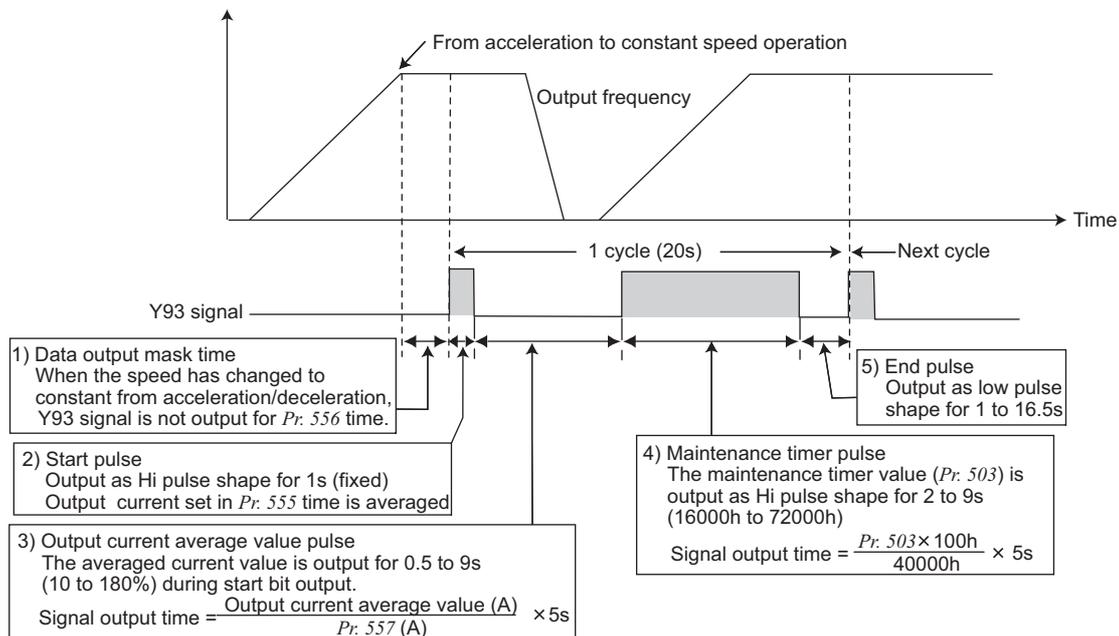 From acceleration to constant speed operation
Output frequency
Time
1 cycle (20s)
Next cycle
Y93 signal
1) Data output mask time
When the speed has changed to
constant from acceleration/deceleration,
Y93 signal is not output for Pr. 556 time.
2) Start pulse
Output as Hi pulse shape for 1s (fixed)
Output current set in Pr. 555 time is averaged
3) Output current average value pulse
The averaged current value is output for 0.5 to 9s
(10 to 180%) during start bit output.
Signal output time = Output current average value (A) / Pr. 557 (A) ×5s
4) Maintenance timer pulse
The maintenance timer value (Pr. 503) is
output as Hi pulse shape for 2 to 9s
(16000h to 72000h)
Signal output time = Pr. 503×100h / 40000h × 5s
5) End pulse
Output as low pulse
shape for 1 to 16.5s